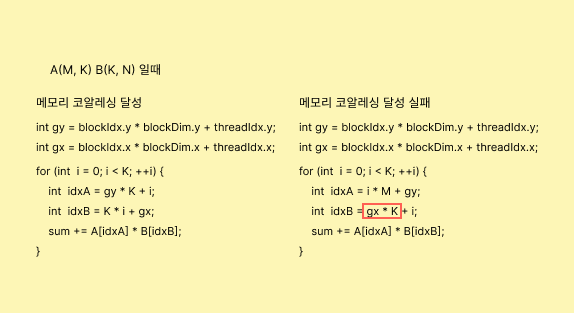 A(M, K) B(K, N) 일때
메모리 코알레싱 달성
int gy = blockIdx.y * blockDim.y + threadIdx.y;
int gx = blockIdx.x * blockDim.x + threadIdx.x;
for (int i = 0; i < K; ++i) {
int idxA = gy * K + i;
int idxB = K * i + gx;
sum += A[idxA] * B[idxB];
}
메모리 코알레싱 달성 실패
int gy = blockIdx.y * blockDim.y + threadIdx.y;
int gx = blockIdx.x * blockDim.x + threadIdx.x;
for (int i = 0; i < K; ++i) {
int idxA = i * M + gy;
int idxB = gx * K + i;
sum += A[idxA] * B[idxB];
}